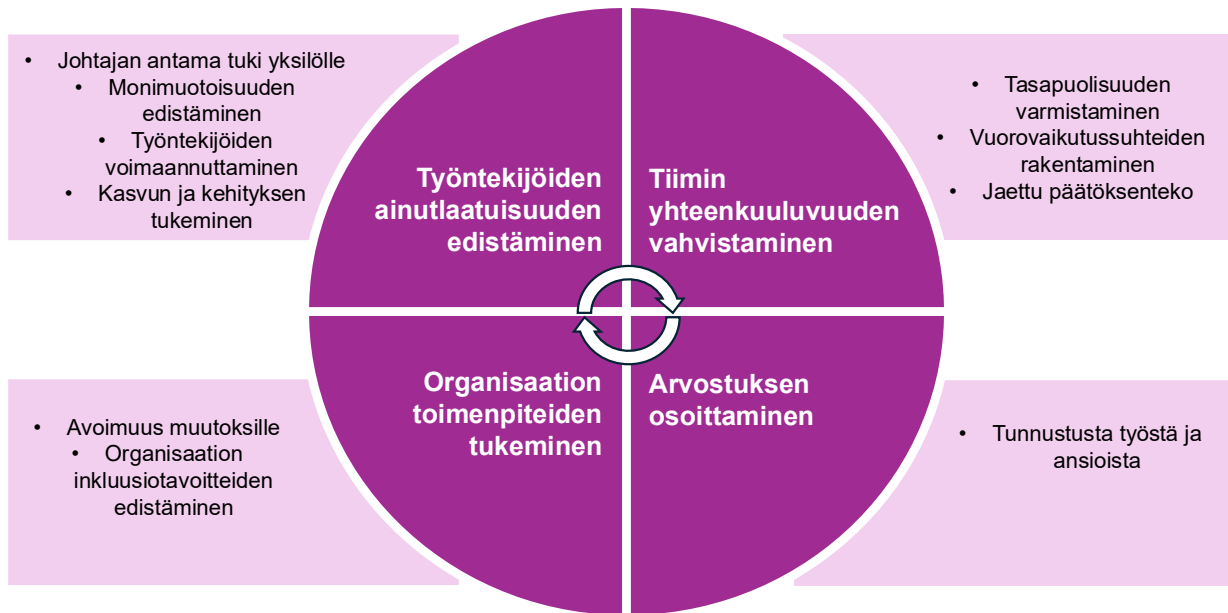 • Johtajan antama tuki yksilölle
• Monimuotoisuuden
edistäminen
• Työntekijöiden
voimaannuttaminen
• Kasvun ja kehityksen
tukeminen
Työntekijöiden
ainutlaatuisuuden
edistäminen
Tiimin
yhteenkuuluvuuden
vahvistaminen
• Tasapuolisuuden
varmistaminen
• Vuorovaikutussuhteiden
rakentaminen
• Jaettu päätöksenteko
• Avoimuus muutoksille
• Organisaation
inkluusiotavoitteiden
edistäminen
Organisaation
toimenpiteiden
tukeminen
Arvostuksen
osoittaminen
• Tunnustusta työstä ja
ansioista